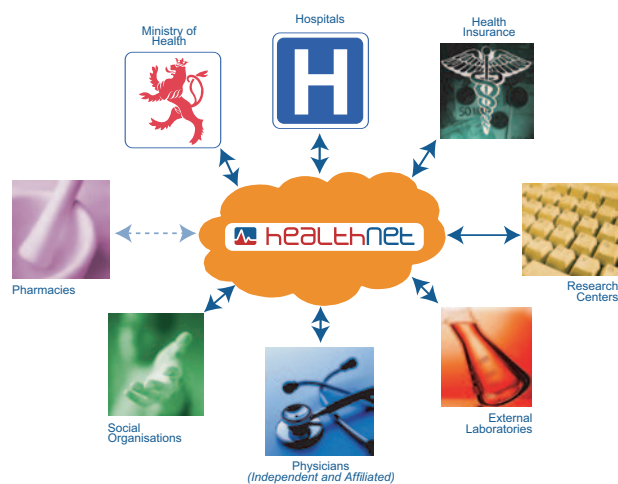 Ministry of
Health
Hospitals
Health
Insurance
H
healthnet
Pharmacies
Research
Centers
Social
Organisations
External
Laboratories
Physicians
(Independent and Affiliated)